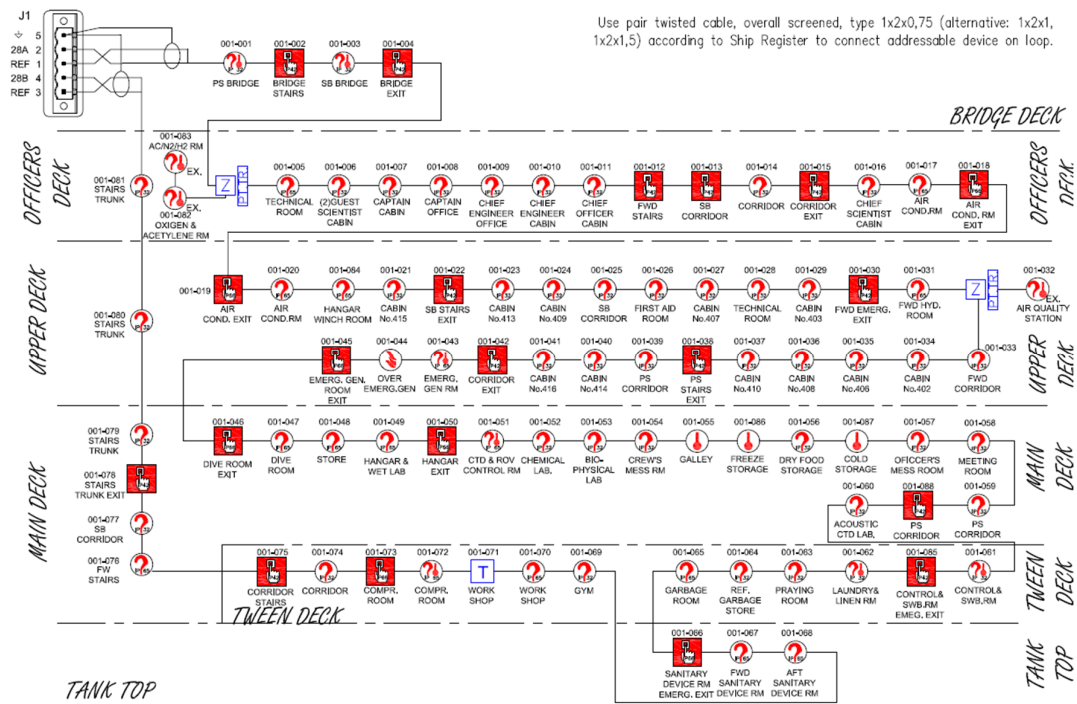 J1
Use pair twisted cable, overall screened, type 1x2x0,75 (alternative: 1x2x1,
1x2x1,5) according to Ship Register to connect addressable device on loop.
5
28A 2
REF 1
28B 4
REF 3
001-001
PS BRIDGE
001-002
BRIDGE
STAIRS
001-003
SB BRIDGE
001-004
BRIDGE
EXIT
BRIDGE DECK
OFFICERS
DECK
001-081
STAIRS
TRUNK
001-083
AC/N2/H2 RM
EX.
EX.
001-082
OXIGEN &
ACETYLENE RM
Z
PTTR
001-005
TECHNICAL
ROOM
001-006
(2)GUEST
SCIENTIST
CABIN
001-007
CAPTAIN
CABIN
001-008
CAPTAIN
OFFICE
001-009
CHIEF
ENGINEER
OFFICE
001-010
CHIEF
ENGINEER
CABIN
001-011
CHIEF
OFFICER
CABIN
001-012
FWD
STAIRS
001-013
SB
CORRIDOR
001-014
CORRIDOR
001-015
CORRIDOR
EXIT
001-016
CHIEF
SCIENTIST
CABIN
001-017
AIR
COND.RM
001-018
AIR
COND. RM
EXIT
OFFICERS
DECK
UPPER DECK
001-080
STAIRS
TRUNK
001-019
AIR
COND. EXIT
001-020
AIR
COND.RM
001-084
HANGAR
WINCH ROOM
001-021
CABIN
No.415
001-022
SB STAIRS
EXIT
001-023
CABIN
No.413
001-024
CABIN
No.409
001-025
SB
CORRIDOR
001-026
FIRST AID
ROOM
001-027
CABIN
No.407
001-028
TECHNICAL
ROOM
001-029
CABIN
No.403
001-030
FWD EMERG.
EXIT
001-031
FWD HYD.
ROOM
Z
PTTR
001-032
EX.
AIR QUALITY
STATION
001-045
EMERG. GEN.
ROOM
EXIT
001-044
OVER
EMERG.GEN
001-043
EMERG,
GEN RM
001-042
CORRIDOR
EXIT
001-041
CABIN
No.416
001-040
CABIN
No.414
001-039
PS
CORRIDOR
001-038
PS
STAIRS
EXIT
001-037
CABIN
No.410
001-036
CABIN
No.408
001-035
CABIN
No.406
001-034
CABIN
No.402
001-033
FWD
CORRIDOR
UPPER
DECK
MAIN DECK
001-079
STAIRS
TRUNK
001-078
STAIRS
TRUNK EXIT
001-077
SB
CORRIDOR
001-076
FW
STAIRS
001-046
DIVE ROOM
EXIT
001-047
DIVE
ROOM
001-048
STORE
001-049
HANGAR &
WET LAB
001-050
HANGAR
EXIT
001-051
CTD & ROV
CONTROL RM
001-052
CHEMICAL
LAB.
001-053
BIO-
PHYSICAL
LAB
001-054
CREW'S
MESS RM
001-055
GALLEY
001-086
FREEZE
STORAGE
001-056
DRY FOOD
STORAGE
001-087
COLD
STORAGE
001-057
OFICCER'S
MESS ROOM
001-058
MEETING
ROOM
MAIN
DECK
001-060
ACOUSTIC
CTD LAB.
001-088
PS
CORRIDOR
001-059
PS
CORRIDOR
001-075
CORRIDOR
STAIRS
001-074
CORRIDOR
001-073
COMPR.
ROOM
001-072
COMPR.
ROOM
001-071
T
WORK
SHOP
001-070
WORK
SHOP
001-069
GYM
001-065
GARBAGE
ROOM
001-064
REF.
GARBAGE
STORE
001-063
PRAYING
ROOM
001-062
LAUNDRY&
LINEN RM
001-085
CONTROL&
SWB.RM
EMEG. EXIT
001-061
CONTROL&
SWB.RM
TWEEN
DECK
TWEEN DECK
001-066
SANITARY
DEVICE RM
EMERG. EXIT
001-067
FWD
SANITARY
DEVICE RM
001-068
AFT
SANITARY
DEVICE RM
TANK
TOP
TANK TOP